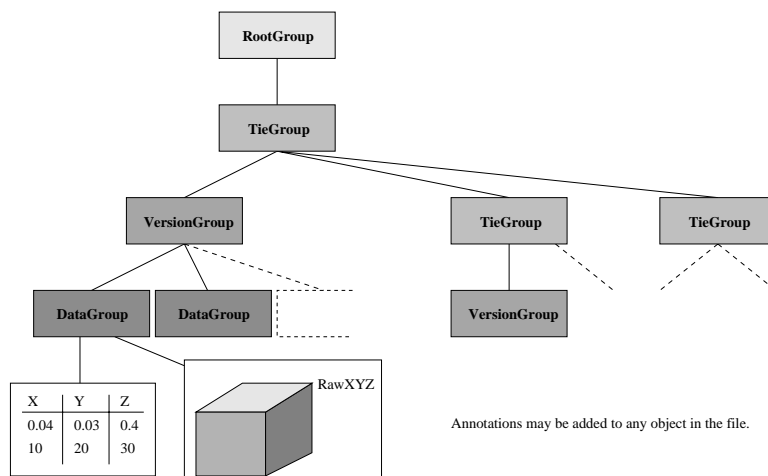 RootGroup
TieGroup
VersionGroup
TieGroup
TieGroup
DataGroup
DataGroup
VersionGroup
RawXYZ
X Y Z
0.04 0.03 0.4
10 20 30
Annotations may be added to any object in the file.